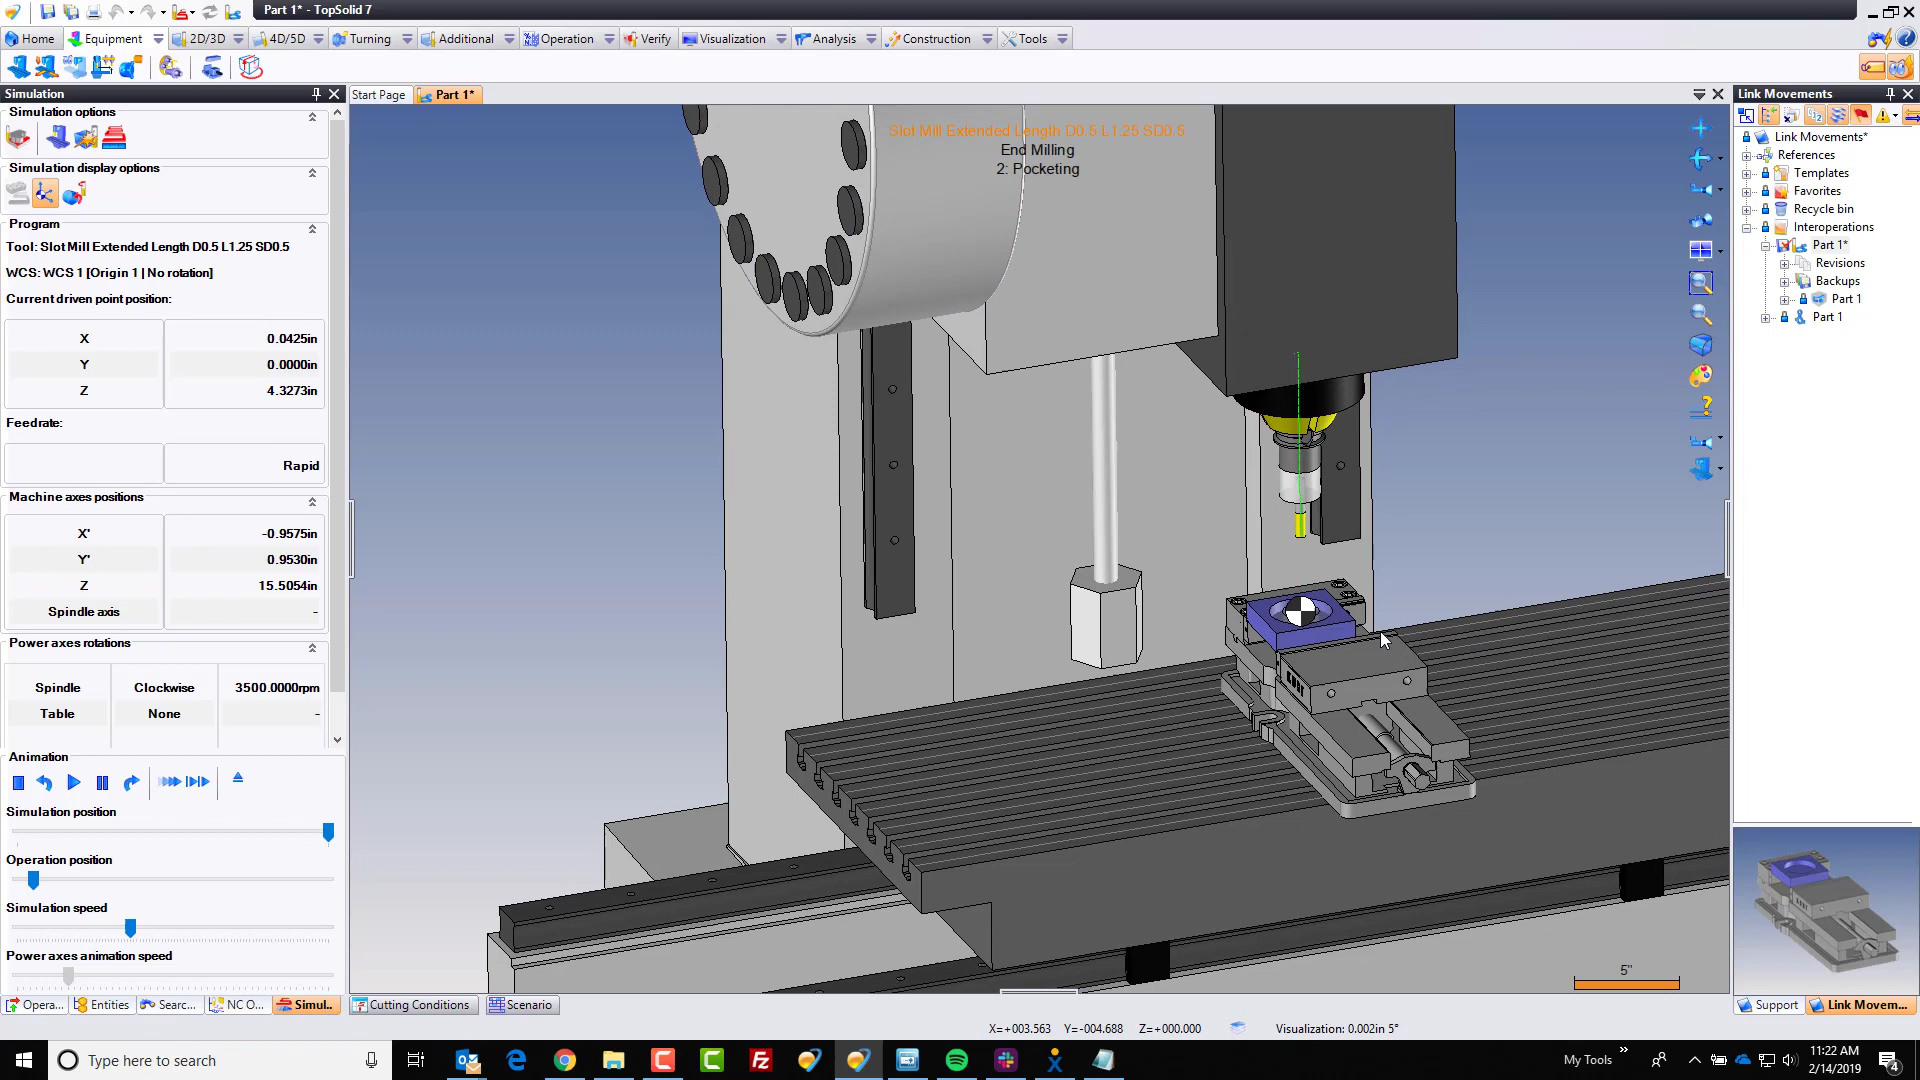 Part 1* - TopSolid 7
Home
Equipment
2D/3D
4D/5D
Turning
Additional
Operation
Verify
Visualization
Analysis
Construction
Tools
Simulation
Start Page
Part 1*
Link Movements
Simulation options
Simulation display options
Program
Tool: Slot Mill Extended Length D0.5 L1.25 SD0.5
WCS: WCS 1 [Origin 1 | No rotation]
Current driven point position:
X 0.0425in
Y 0.0000in
Z 4.3273in
Feedrate:
Rapid
Machine axes positions
X' -0.9575in
Y' 0.9530in
Z 15.5054in
Spindle axis -
Power axes rotations
Spindle Clockwise 3500.0000rpm
Table None -
Animation
Simulation position
Operation position
Simulation speed
Power axes animation speed
Opera...
Entities
Searc...
NC O...
Simul..
Slot Mill Extended Length D0.5 L1.25 SD0.5
End Milling
2: Pocketing
KURT
5"
Cutting Conditions
Scenario
Link Movements*
References
Templates
Favorites
Recycle bin
Interoperations
Part 1*
Revisions
Backups
Part 1
Part 1
Support
Link Movem...
X=+003.563 Y=-004.688 Z=+000.000
Visualization: 0.002in 5°
Type here to search
My Tools
11:22 AM
2/14/2019
4